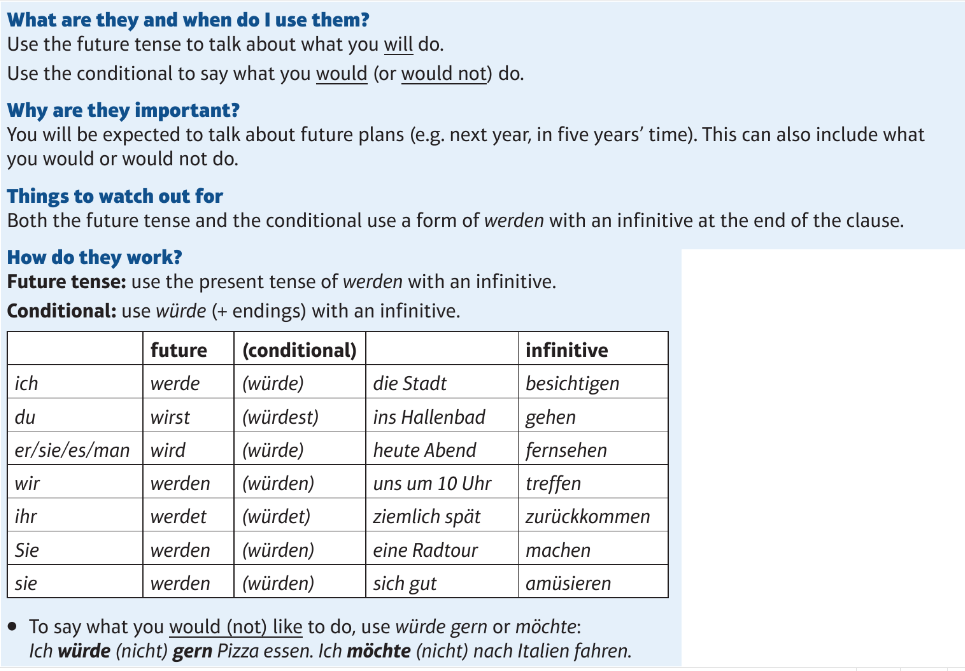 What are they and when do I use them?
Use the future tense to talk about what you will do.
Use the conditional to say what you would (or would not) do.
Why are they important?
You will be expected to talk about future plans (e.g. next year, in five years’ time). This can also include what
you would or would not do.
Things to watch out for
Both the future tense and the conditional use a form of werden with an infinitive at the end of the clause.
How do they work?
Future tense: use the present tense of werden with an infinitive.
Conditional: use würde (+ endings) with an infinitive.
future (conditional) infinitive
ich werde (würde) die Stadt besichtigen
du wirst (würdest) ins Hallenbad gehen
er/sie/es/man wird (würde) heute Abend fernsehen
wir werden (würden) uns um 10 Uhr treffen
ihr werdet (würdet) ziemlich spät zurückkommen
Sie werden (würden) eine Radtour machen
sie werden (würden) sich gut amüsieren
• To say what you would (not) like to do, use würde gern or möchte:
Ich würde (nicht) gern Pizza essen. Ich möchte (nicht) nach Italien fahren.